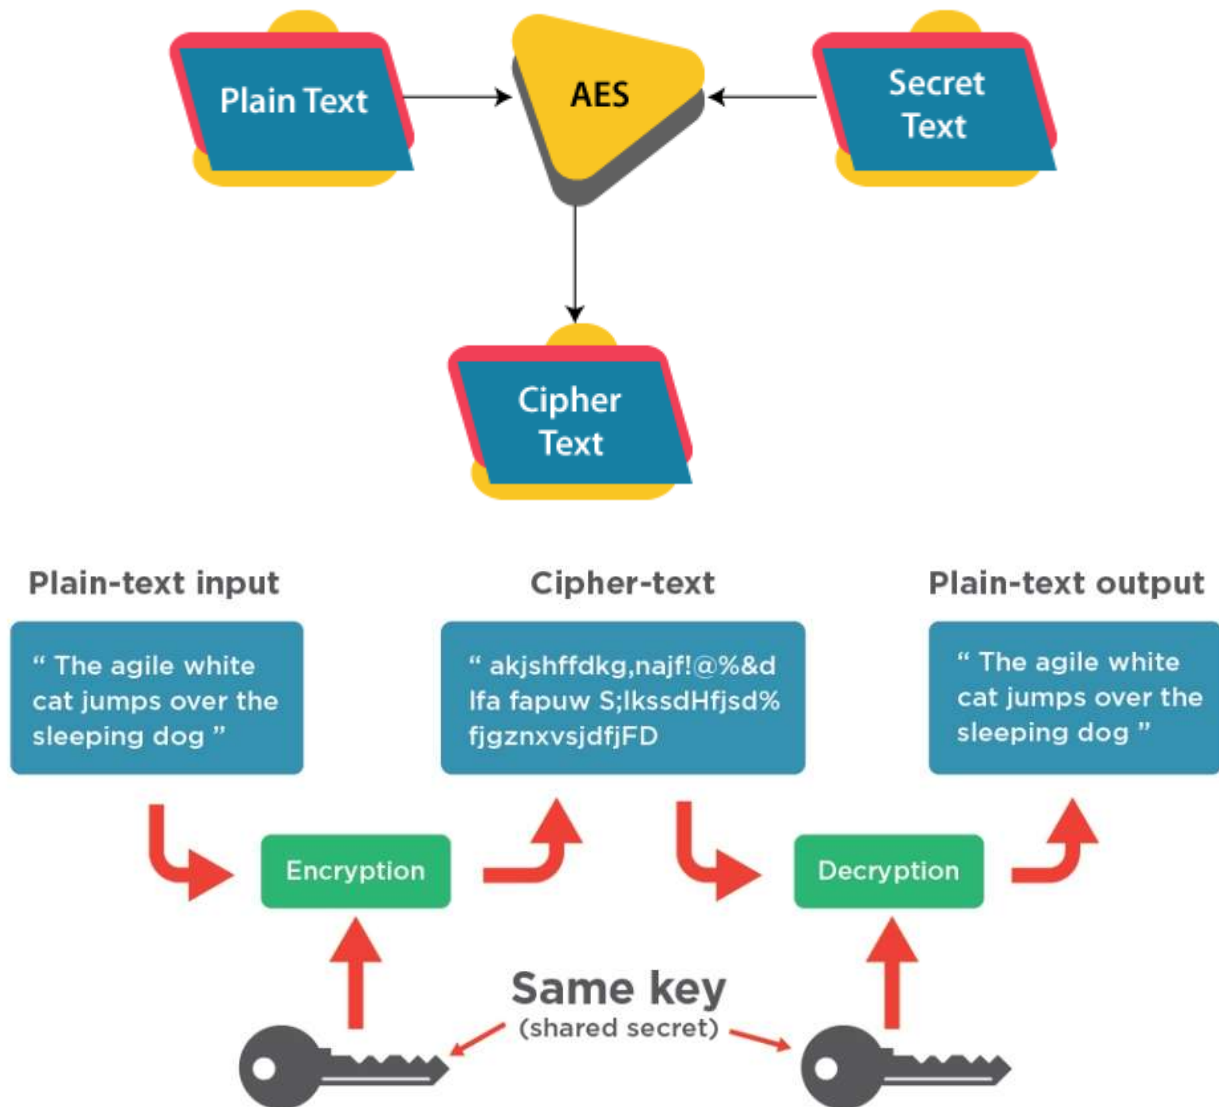 Plain Text
AES
Secret
Text
Cipher
Text
Plain-text input
Cipher-text
Plain-text output
“ The agile white
cat jumps over the
sleeping dog ”
“ akjshffdkg,najf!@%&d
lfa fapuw S;lkssdHfjsd%
fjgznxvsjdfjFD
“ The agile white
cat jumps over the
sleeping dog ”
Encryption
Decryption
Same key
(shared secret)